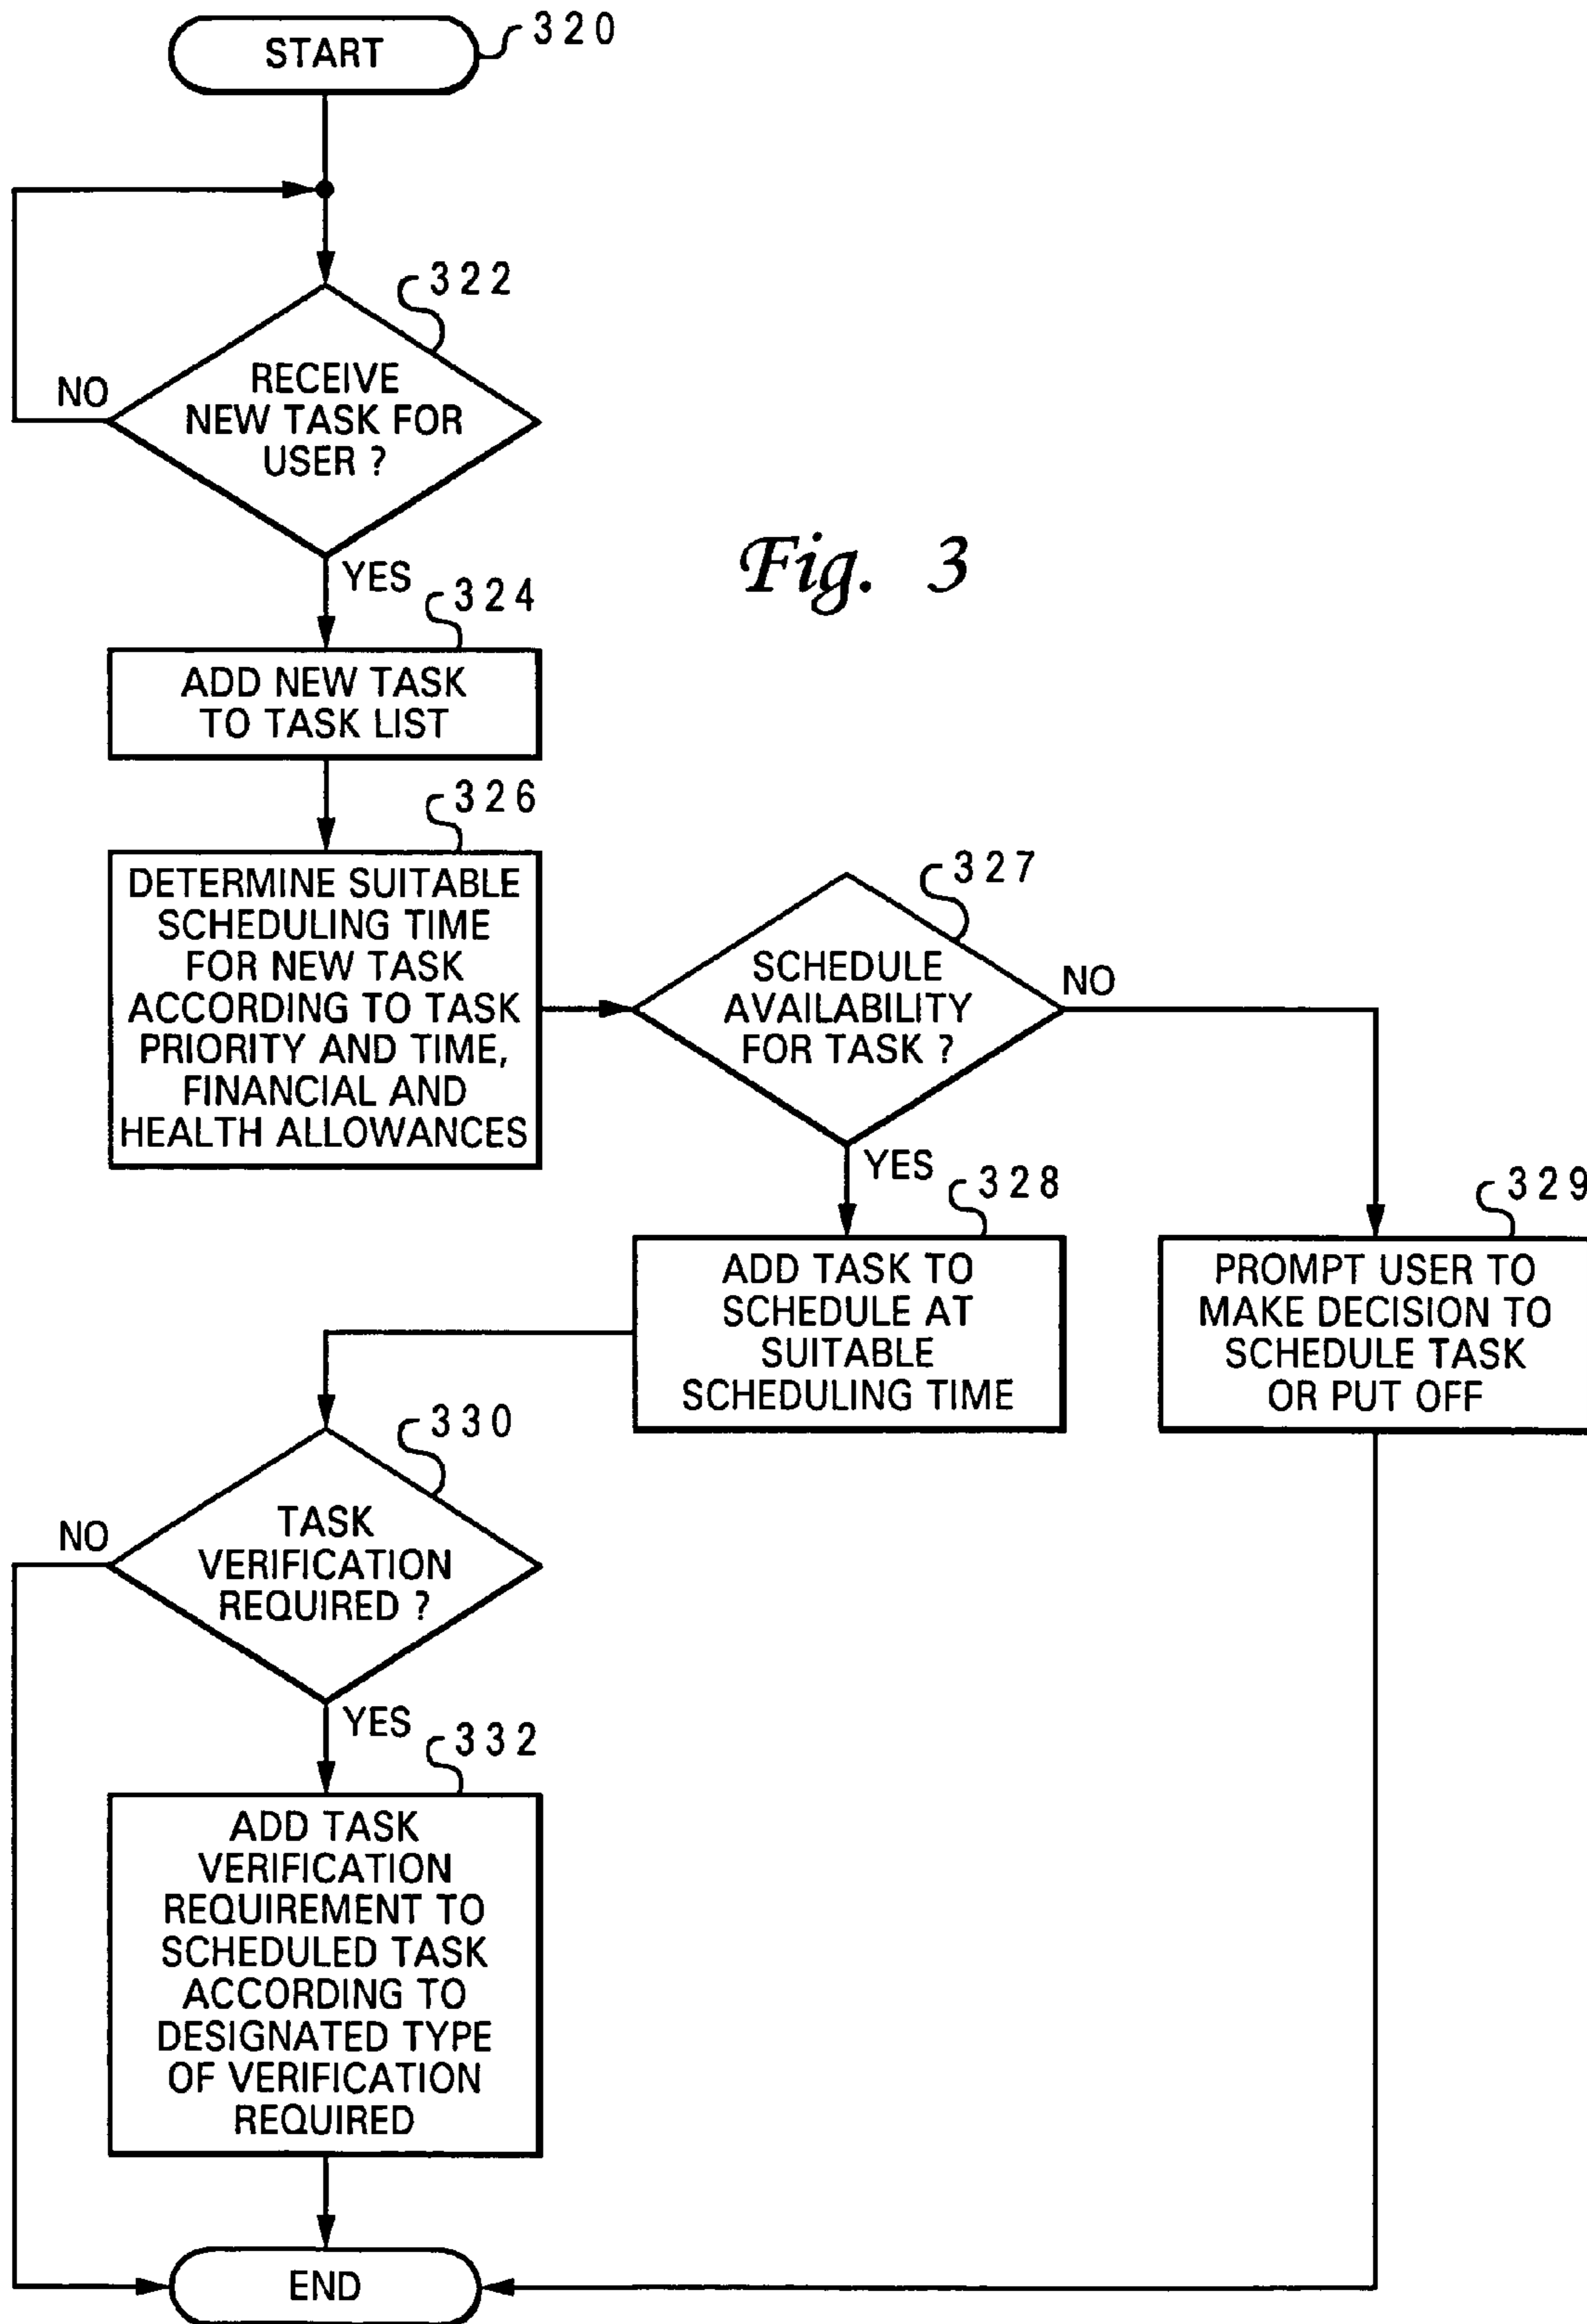 START
320
322
RECEIVE
NEW TASK FOR
USER ?
NO
YES
Fig. 3
324
ADD NEW TASK
TO TASK LIST
326
DETERMINE SUITABLE
SCHEDULING TIME
FOR NEW TASK
ACCORDING TO TASK
PRIORITY AND TIME,
FINANCIAL AND
HEALTH ALLOWANCES
327
SCHEDULE
AVAILABILITY
FOR TASK ?
NO
YES
328
ADD TASK TO
SCHEDULE AT
SUITABLE
SCHEDULING TIME
329
PROMPT USER TO
MAKE DECISION TO
SCHEDULE TASK
OR PUT OFF
330
TASK
VERIFICATION
REQUIRED ?
NO
YES
332
ADD TASK
VERIFICATION
REQUIREMENT TO
SCHEDULED TASK
ACCORDING TO
DESIGNATED TYPE
OF VERIFICATION
REQUIRED
END